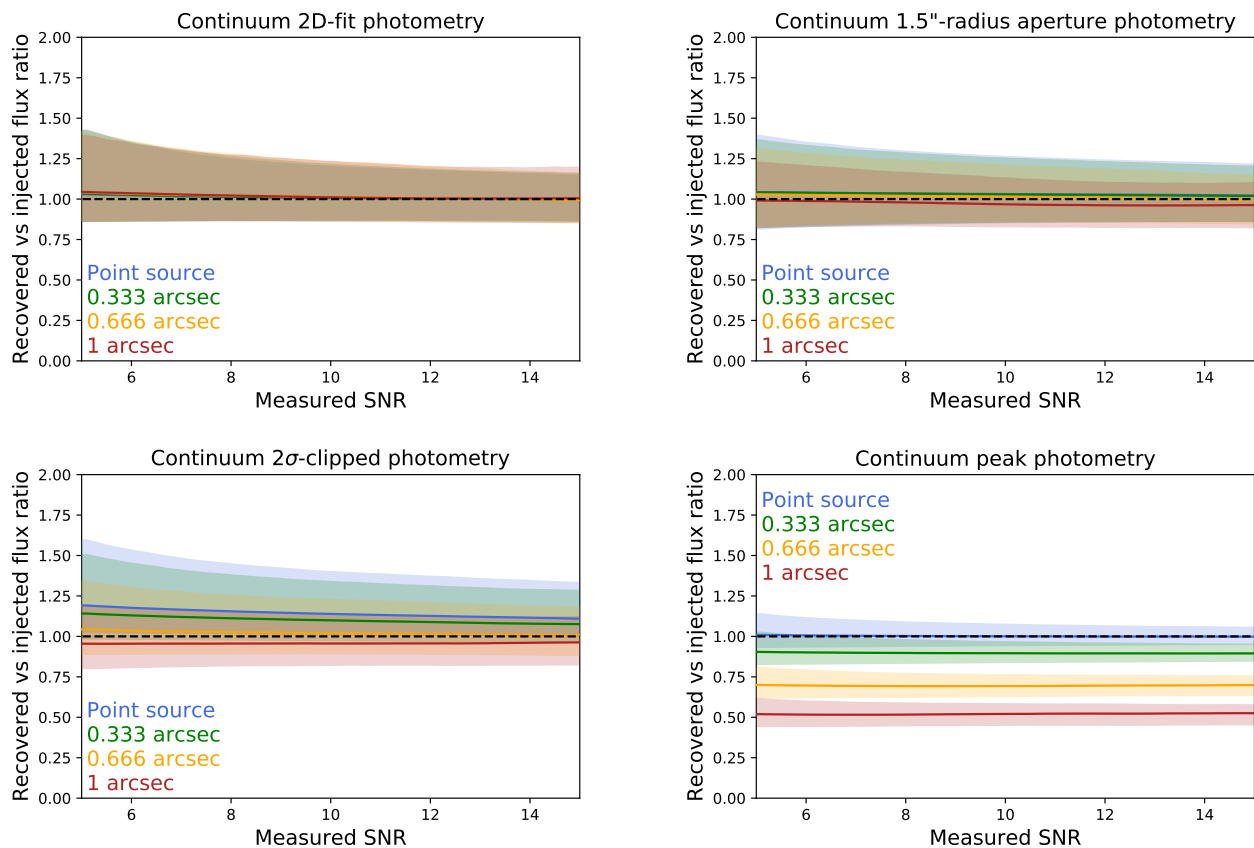 Continuum 2D-fit photometry
Recovered vs injected flux ratio
2.00
1.75
1.50
1.25
1.00
0.75
0.50
0.25
0.00
Point source
0.333 arcsec
0.666 arcsec
1 arcsec
6 8 10 12 14
Measured SNR
Continuum 1.5"-radius aperture photometry
Recovered vs injected flux ratio
2.00
1.75
1.50
1.25
1.00
0.75
0.50
0.25
0.00
Point source
0.333 arcsec
0.666 arcsec
1 arcsec
6 8 10 12 14
Measured SNR
Continuum 2σ-clipped photometry
Recovered vs injected flux ratio
2.00
1.75
1.50
1.25
1.00
0.75
0.50
0.25
0.00
Point source
0.333 arcsec
0.666 arcsec
1 arcsec
6 8 10 12 14
Measured SNR
Continuum peak photometry
Recovered vs injected flux ratio
2.00
1.75
1.50
1.25
1.00
0.75
0.50
0.25
0.00
Point source
0.333 arcsec
0.666 arcsec
1 arcsec
6 8 10 12 14
Measured SNR